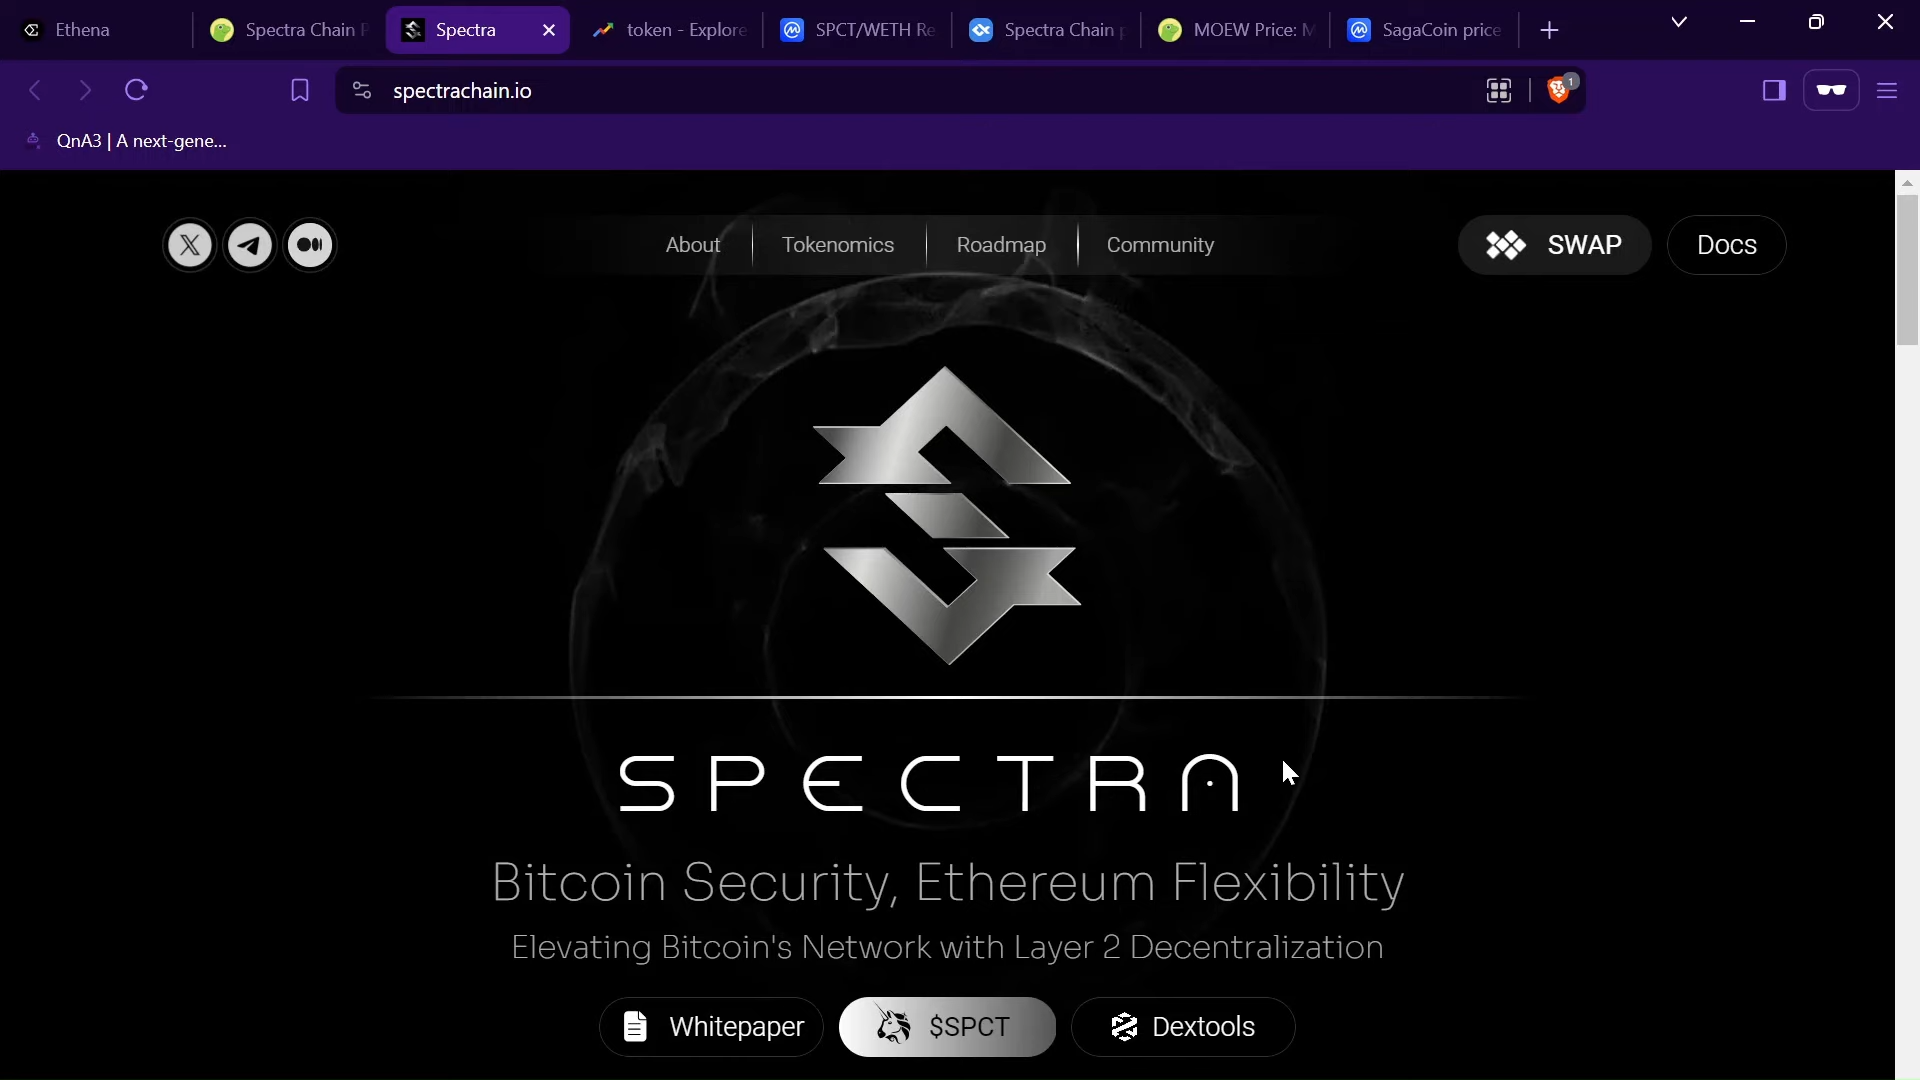 Ethena
Spectra Chain P
Spectra
token - Explore
SPCT/WETH Re
Spectra Chain p
MOEW Price: M
SagaCoin price
spectrachain.io
1
QnA3 | A next-gene...
About
Tokenomics
Roadmap
Community
SWAP
Docs
SPECTRA
Bitcoin Security, Ethereum Flexibility
Elevating Bitcoin's Network with Layer 2 Decentralization
Whitepaper
$SPCT
Dextools